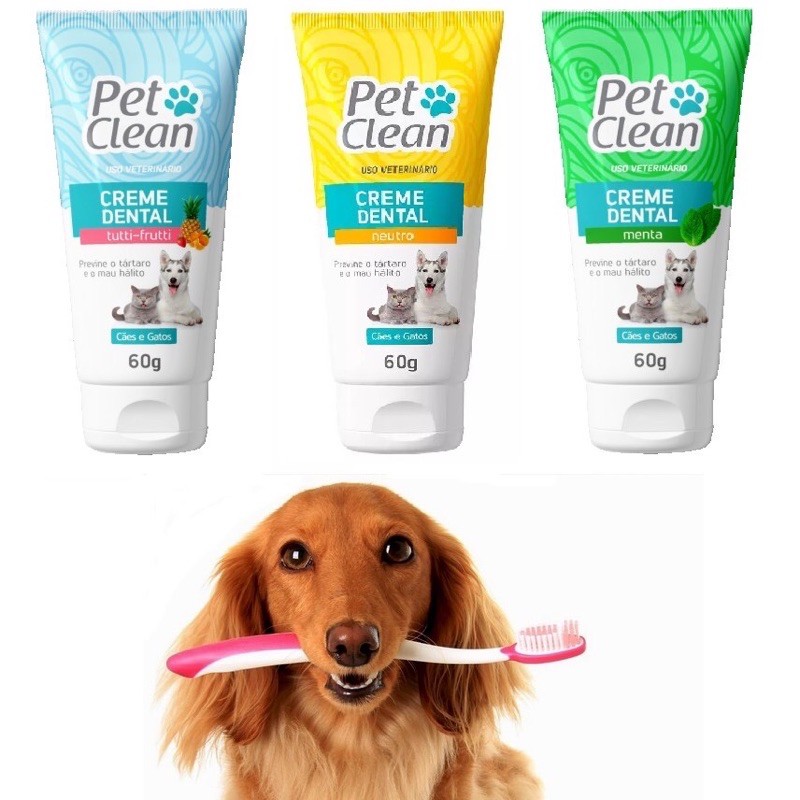 Pet
Clean
USO VETERINÁRIO
CREME
DENTAL
tutti-frutti
Previne o tártaro
e o mau hálito
Cães e Gatos
60g
Pet
Clean
USO VETERINÁRIO
CREME
DENTAL
neutro
Previne o tártaro
e o mau hálito
Cães e Gatos
60g
Pet
Clean
USO VETERINÁRIO
CREME
DENTAL
menta
Previne o tártaro
e o mau hálito
Cães e Gatos
60g